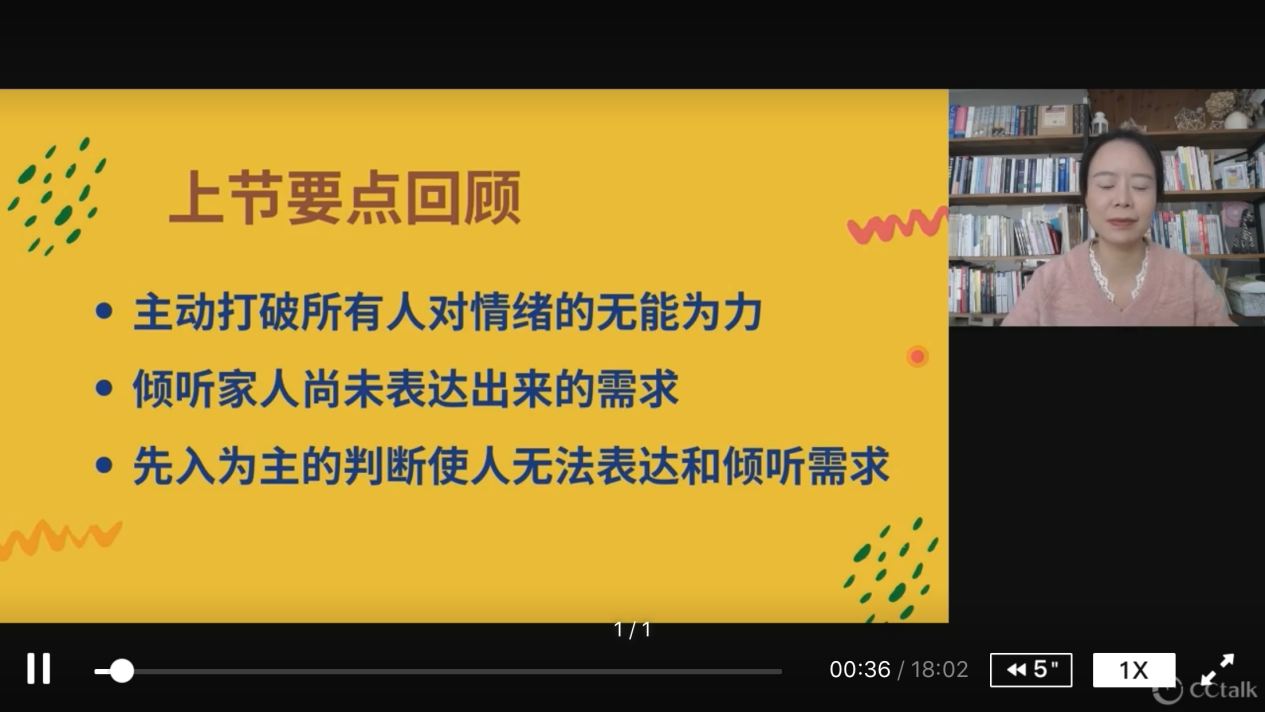 上节要点回顾
• 主动打破所有人对情绪的无能为力
• 倾听家人尚未表达出来的需求
• 先入为主的判断使人无法表达和倾听需求
1 / 1
00:36 / 18:02
5"
1X
CCtalk